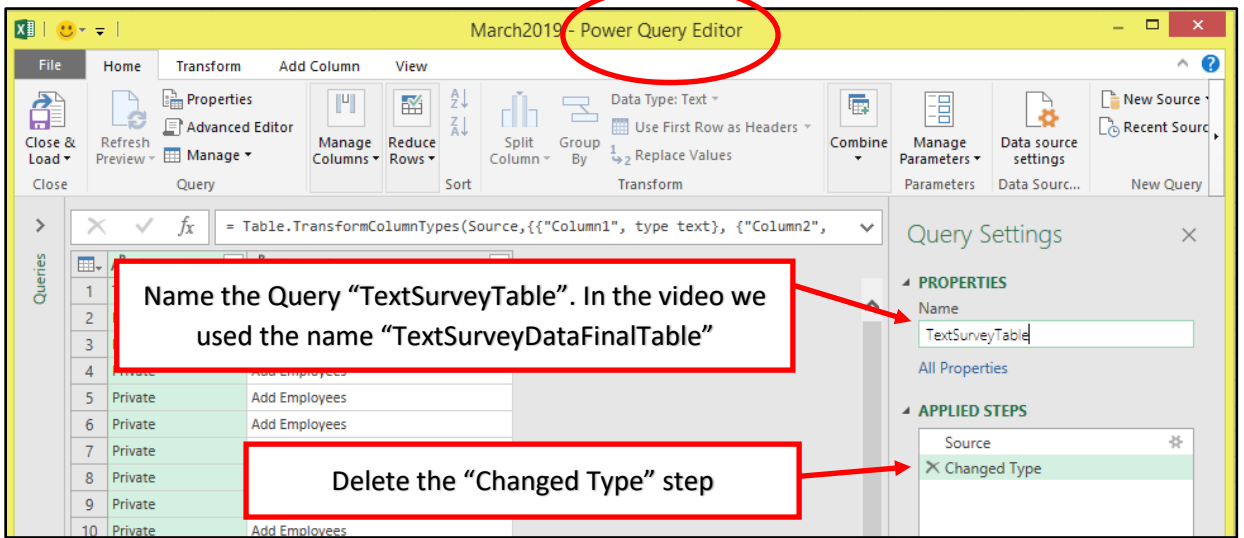 March2019 - Power Query Editor
File Home Transform Add Column View
Close & Load
Refresh Preview
Properties
Advanced Editor
Manage
Manage Columns
Reduce Rows
Split Column
Group By
Data Type: Text
Use First Row as Headers
Replace Values
Combine
Manage Parameters
Data source settings
New Source
Recent Sourc
Close Query Sort Transform Parameters Data Sourc... New Query
= Table.TransformColumnTypes(Source,{{"Column1", type text}, {"Column2",
Queries
1
2
3
4 Private Add Employees
5 Private Add Employees
6 Private Add Employees
7 Private
8 Private
9 Private
10 Private Add Employees
Name the Query “TextSurveyTable”. In the video we
used the name “TextSurveyDataFinalTable”
Delete the “Changed Type” step
Query Settings
PROPERTIES
Name
TextSurveyTable
All Properties
APPLIED STEPS
Source
Changed Type